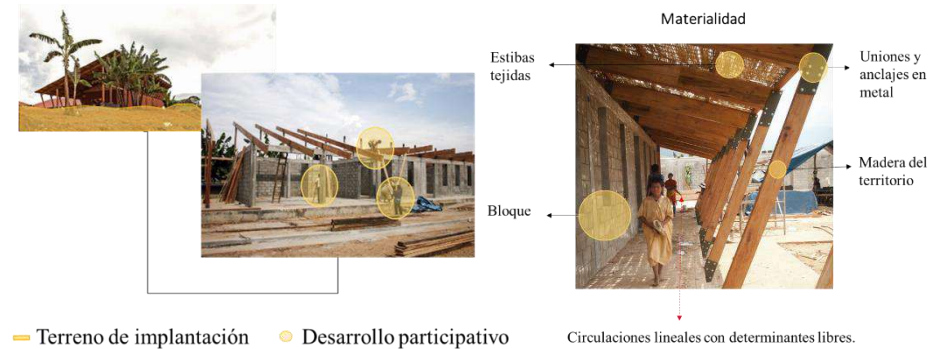 Materialidad
Estibas
tejidas
Uniones y
anclajes en
metal
Madera del
territorio
Bloque
Terreno de implantación
Desarrollo participativo
Circulaciones lineales con determinantes libres.